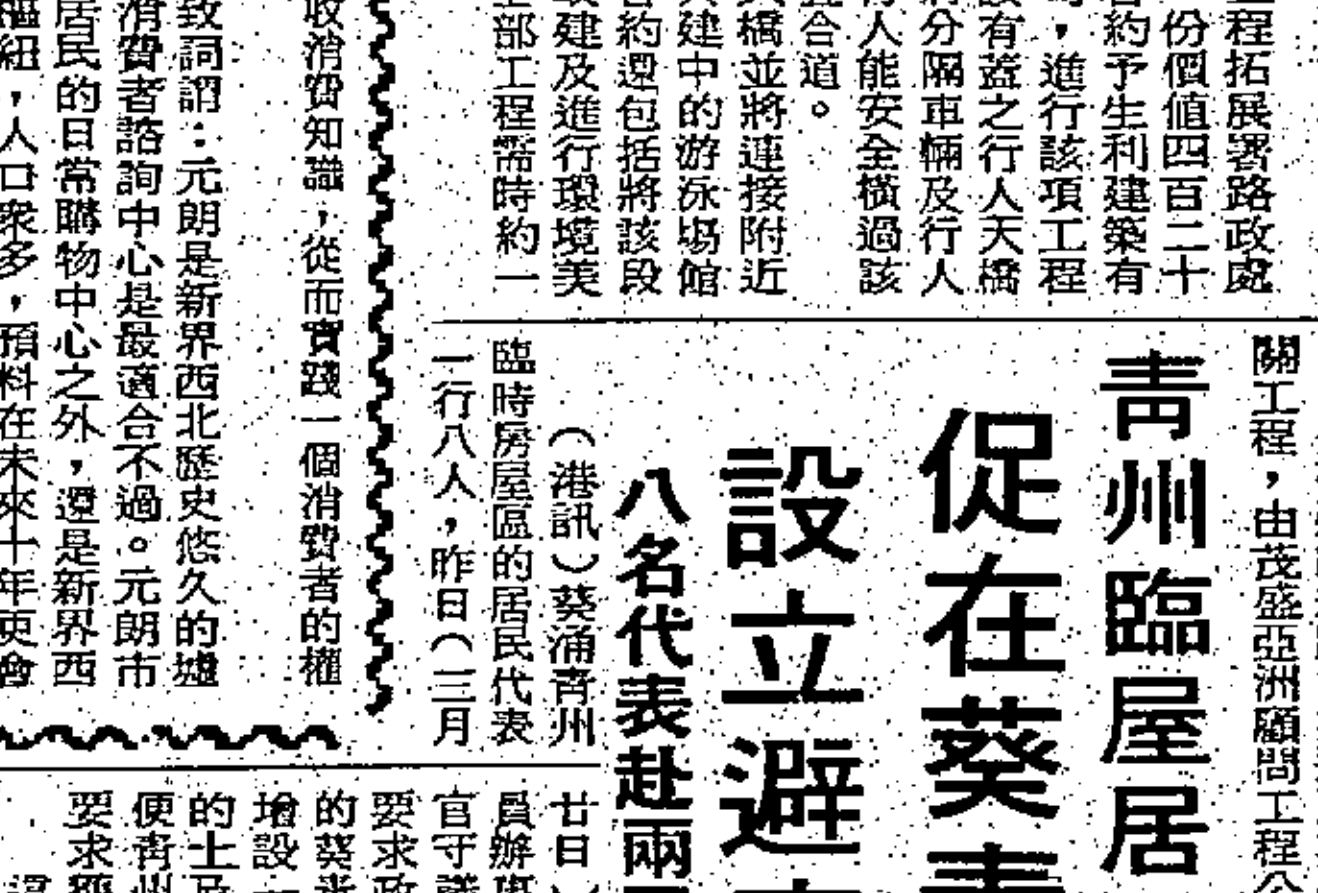 程拓展署路政處
份價值四百二十
約予生利建築有
，進行該項工程
有蓋之行人天橋
分隔車輛及行人
人能安全橫過該
合道。
橋並將連接附近
建中的游泳場館
約還包括將該段
建及進行環境美
部工程需時約一
關工程，由茂盛亞洲顧問工程
青州臨屋居
促在葵青
設立避
八名代表赴兩
（港訊）葵涌青州
臨時房屋區的居民代表
一行八人，昨日（三月
廿日
員辦
官守議
要求政
的葵
增設
的上
便青州
要求
收消費知識，從而實踐一個消費者的權
致詞謂：元朗是新界西北歷史悠久的墟
消費者諮詢中心是最適合不過。元朗市
居民的日常購物中心之外，還是新界西
樞紐，人口衆多，預料在未來十年更會